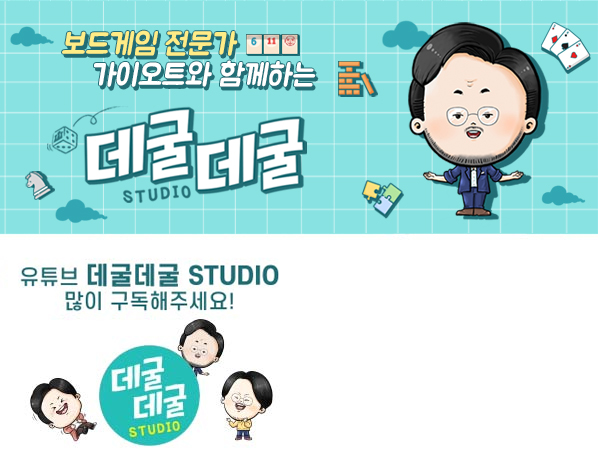 보드게임 전문가 6 11
가이오트와 함께하는
데굴데굴
STUDIO
유튜브 데굴데굴 STUDIO
많이 구독해주세요!
데굴
데굴
STUDIO